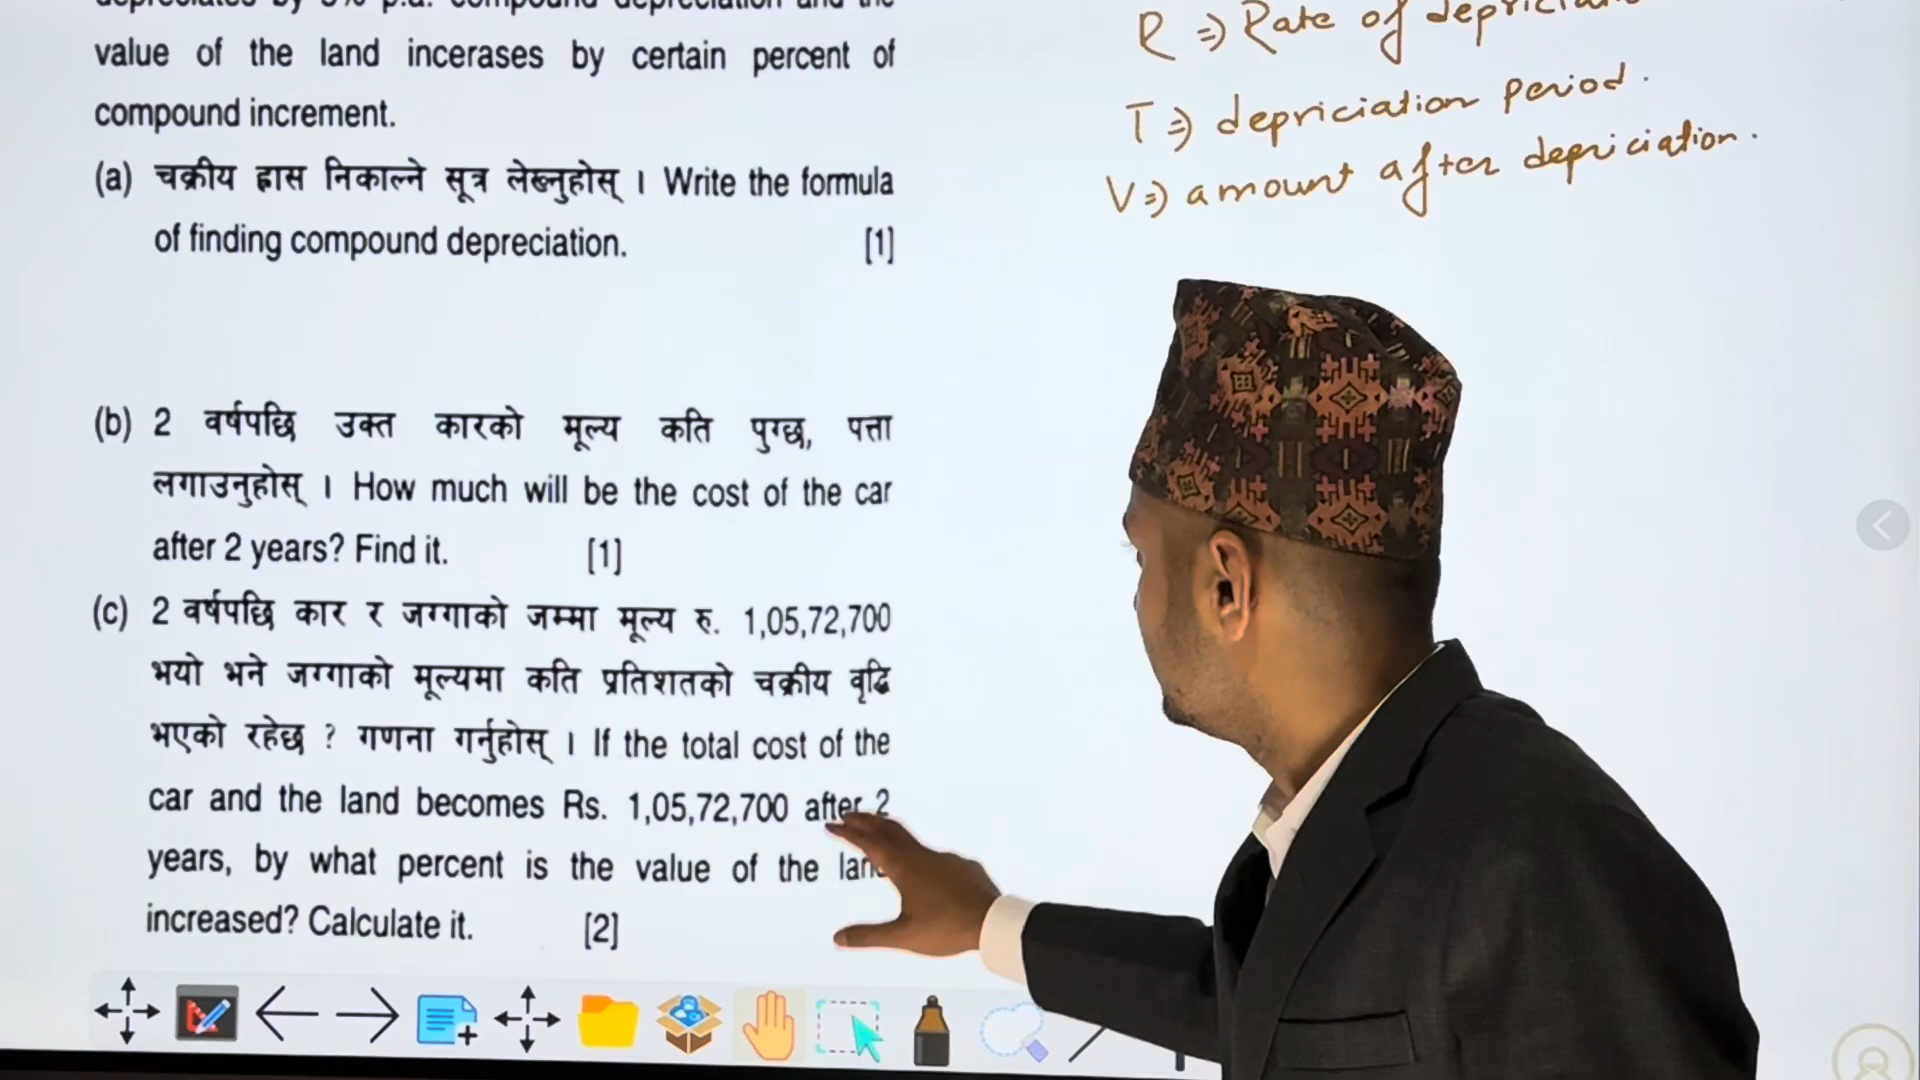 value of the land incerases by certain percent of
compound increment.
(a) चक्रीय ह्रास निकाल्ने सूत्र लेख्नुहोस् । Write the formula
of finding compound depreciation. [1]
(b) 2 वर्षपछि उक्त कारको मूल्य कति पुग्छ, पत्ता
लगाउनुहोस् । How much will be the cost of the car
after 2 years? Find it. [1]
(c) 2 वर्षपछि कार र जग्गाको जम्मा मूल्य रु. 1,05,72,700
भयो भने जग्गाको मूल्यमा कति प्रतिशतको चक्रीय वृद्धि
भएको रहेछ ? गणना गर्नुहोस् । If the total cost of the
car and the land becomes Rs. 1,05,72,700 after 2
years, by what percent is the value of the land
increased? Calculate it. [2]
R ⇒ Rate of
T ⇒ depriciation period.
V ⇒ amount after depriciation.